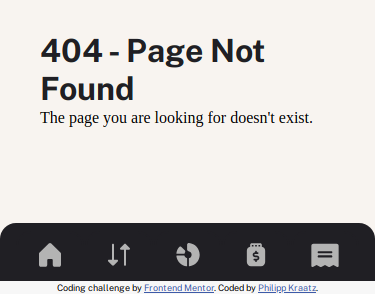 404 - Page Not
Found
The page you are looking for doesn't exist.
$
Coding challenge by Frontend Mentor. Coded by Philipp Kraatz.